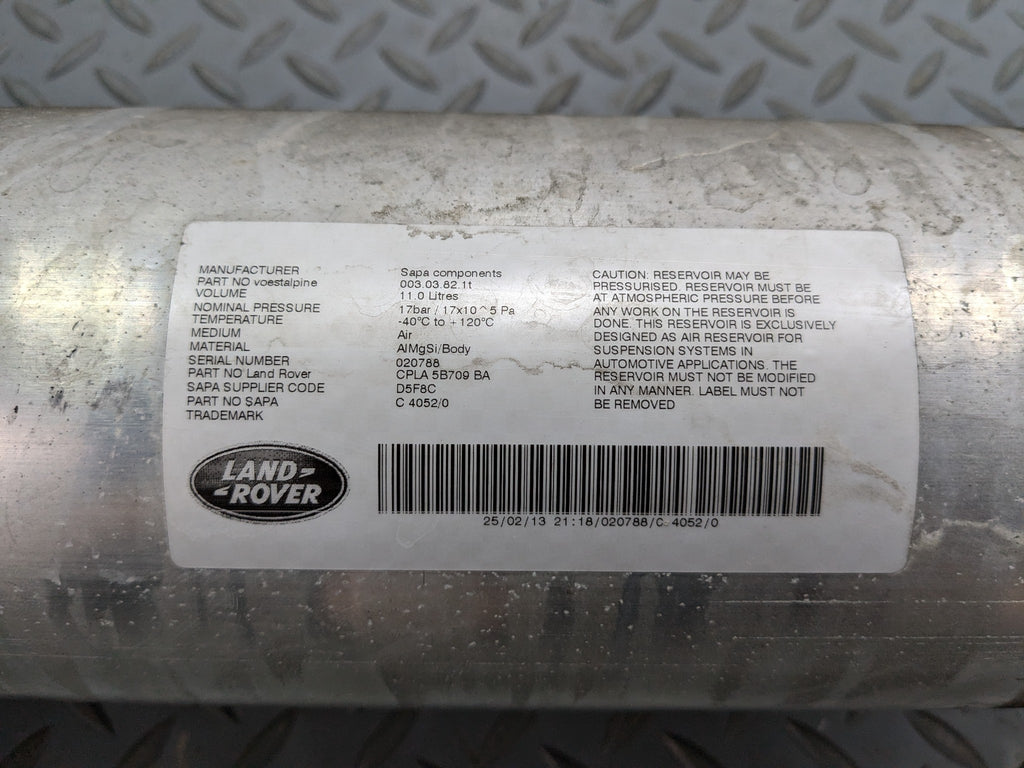 MANUFACTURER Sapa components
PART NO voestalpine 003.03.82.11
VOLUME 11.0 Litres
NOMINAL PRESSURE 17bar / 17x10^5 Pa
TEMPERATURE -40°C to +120°C
MEDIUM Air
MATERIAL AlMgSi/Body
SERIAL NUMBER 020788
PART NO Land Rover CPLA 5B709 BA
SAPA SUPPLIER CODE D5F8C
PART NO SAPA C 4052/0
TRADEMARK
CAUTION: RESERVOIR MAY BE
PRESSURISED. RESERVOIR MUST BE
AT ATMOSPHERIC PRESSURE BEFORE
ANY WORK ON THE RESERVOIR IS
DONE. THIS RESERVOIR IS EXCLUSIVELY
DESIGNED AS AIR RESERVOIR FOR
SUSPENSION SYSTEMS IN
AUTOMOTIVE APPLICATIONS. THE
RESERVOIR MUST NOT BE MODIFIED
IN ANY MANNER. LABEL MUST NOT
BE REMOVED
LAND-
-ROVER
25/02/13 21:18/020788/C 4052/0